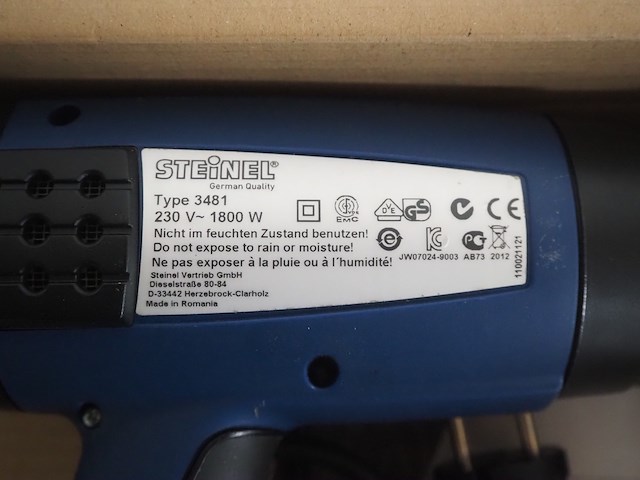 STEINEL®
German Quality
Type 3481
230 V~ 1800 W
EMC
DVE GS
CE
Nicht im feuchten Zustand benutzen!
Do not expose to rain or moisture!
Ne pas exposer à la pluie ou à l´humidité!
JW07024-9003 AB73 2012
Steinel Vertrieb GmbH
Dieselstraße 80-84
D-33442 Herzebrock-Clarholz
Made in Romania
110021121